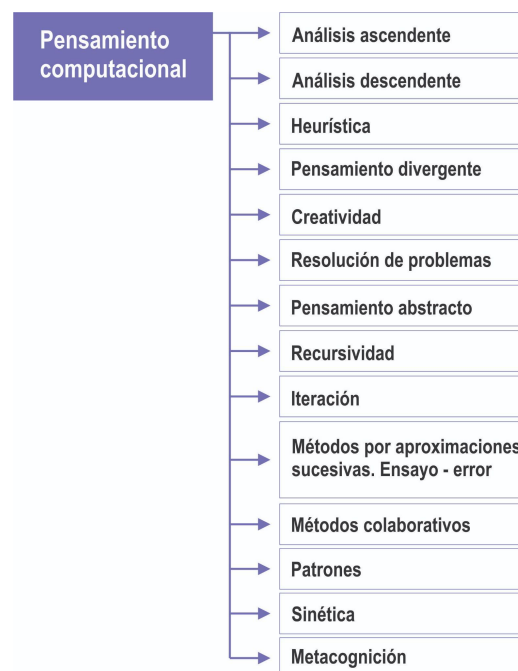 Pensamiento
computacional
Análisis ascendente
Análisis descendente
Heurística
Pensamiento divergente
Creatividad
Resolución de problemas
Pensamiento abstracto
Recursividad
Iteración
Métodos por aproximaciones
sucesivas. Ensayo - error
Métodos colaborativos
Patrones
Sinética
Metacognición